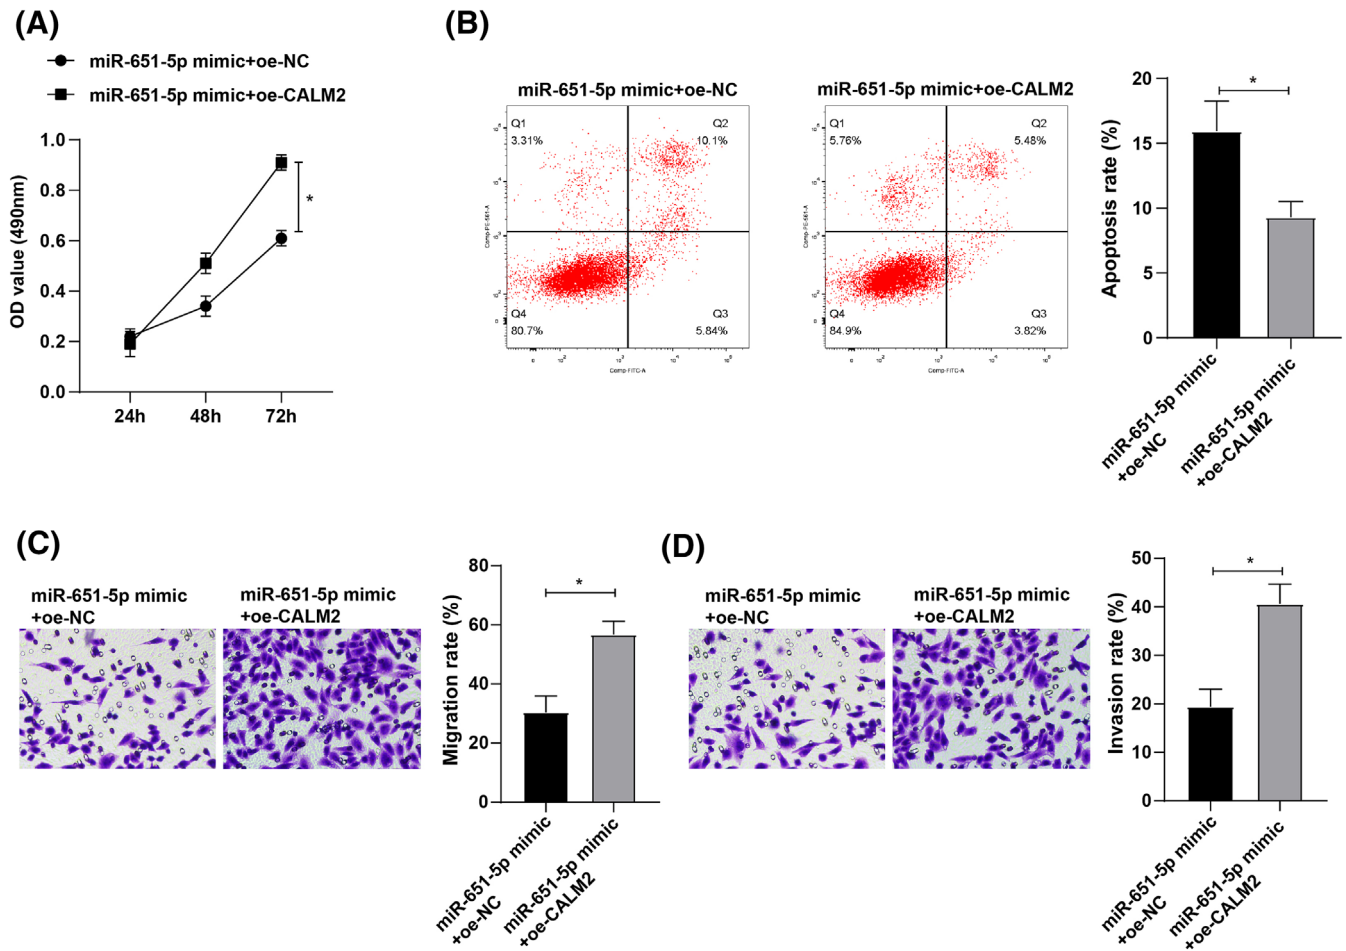 (A)
miR-651-5p mimic+oe-NC
miR-651-5p mimic+oe-CALM2
OD value (490nm)
1.0
0.8
0.6
0.4
0.2
0.0
24h
48h
72h
*
(B)
miR-651-5p mimic+oe-NC
Q1
3.31%
Q2
10.1%
Q4
80.7%
Q3
5.84%
Comp-FITC-A
miR-651-5p mimic+oe-CALM2
Q1
5.76%
Q2
5.48%
Q4
84.9%
Q3
3.82%
Comp-FITC-A
Apoptosis rate (%)
20
15
10
5
0
*
miR-651-5p mimic
+oe-NC
miR-651-5p mimic
+oe-CALM2
(C)
miR-651-5p mimic
+oe-NC
miR-651-5p mimic
+oe-CALM2
Migration rate (%)
80
60
40
20
0
*
miR-651-5p mimic
+oe-NC
miR-651-5p mimic
+oe-CALM2
(D)
miR-651-5p mimic
+oe-NC
miR-651-5p mimic
+oe-CALM2
Invasion rate (%)
50
40
50
20
10
0
*
miR-651-5p mimic
+oe-NC
miR-651-5p mimic
+oe-CALM2